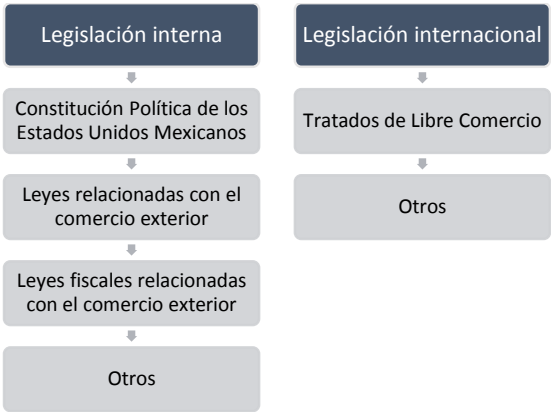 Legislación interna
Constitución Política de los
Estados Unidos Mexicanos
Leyes relacionadas con el
comercio exterior
Leyes fiscales relacionadas
con el comercio exterior
Otros
Legislación internacional
Tratados de Libre Comercio
Otros